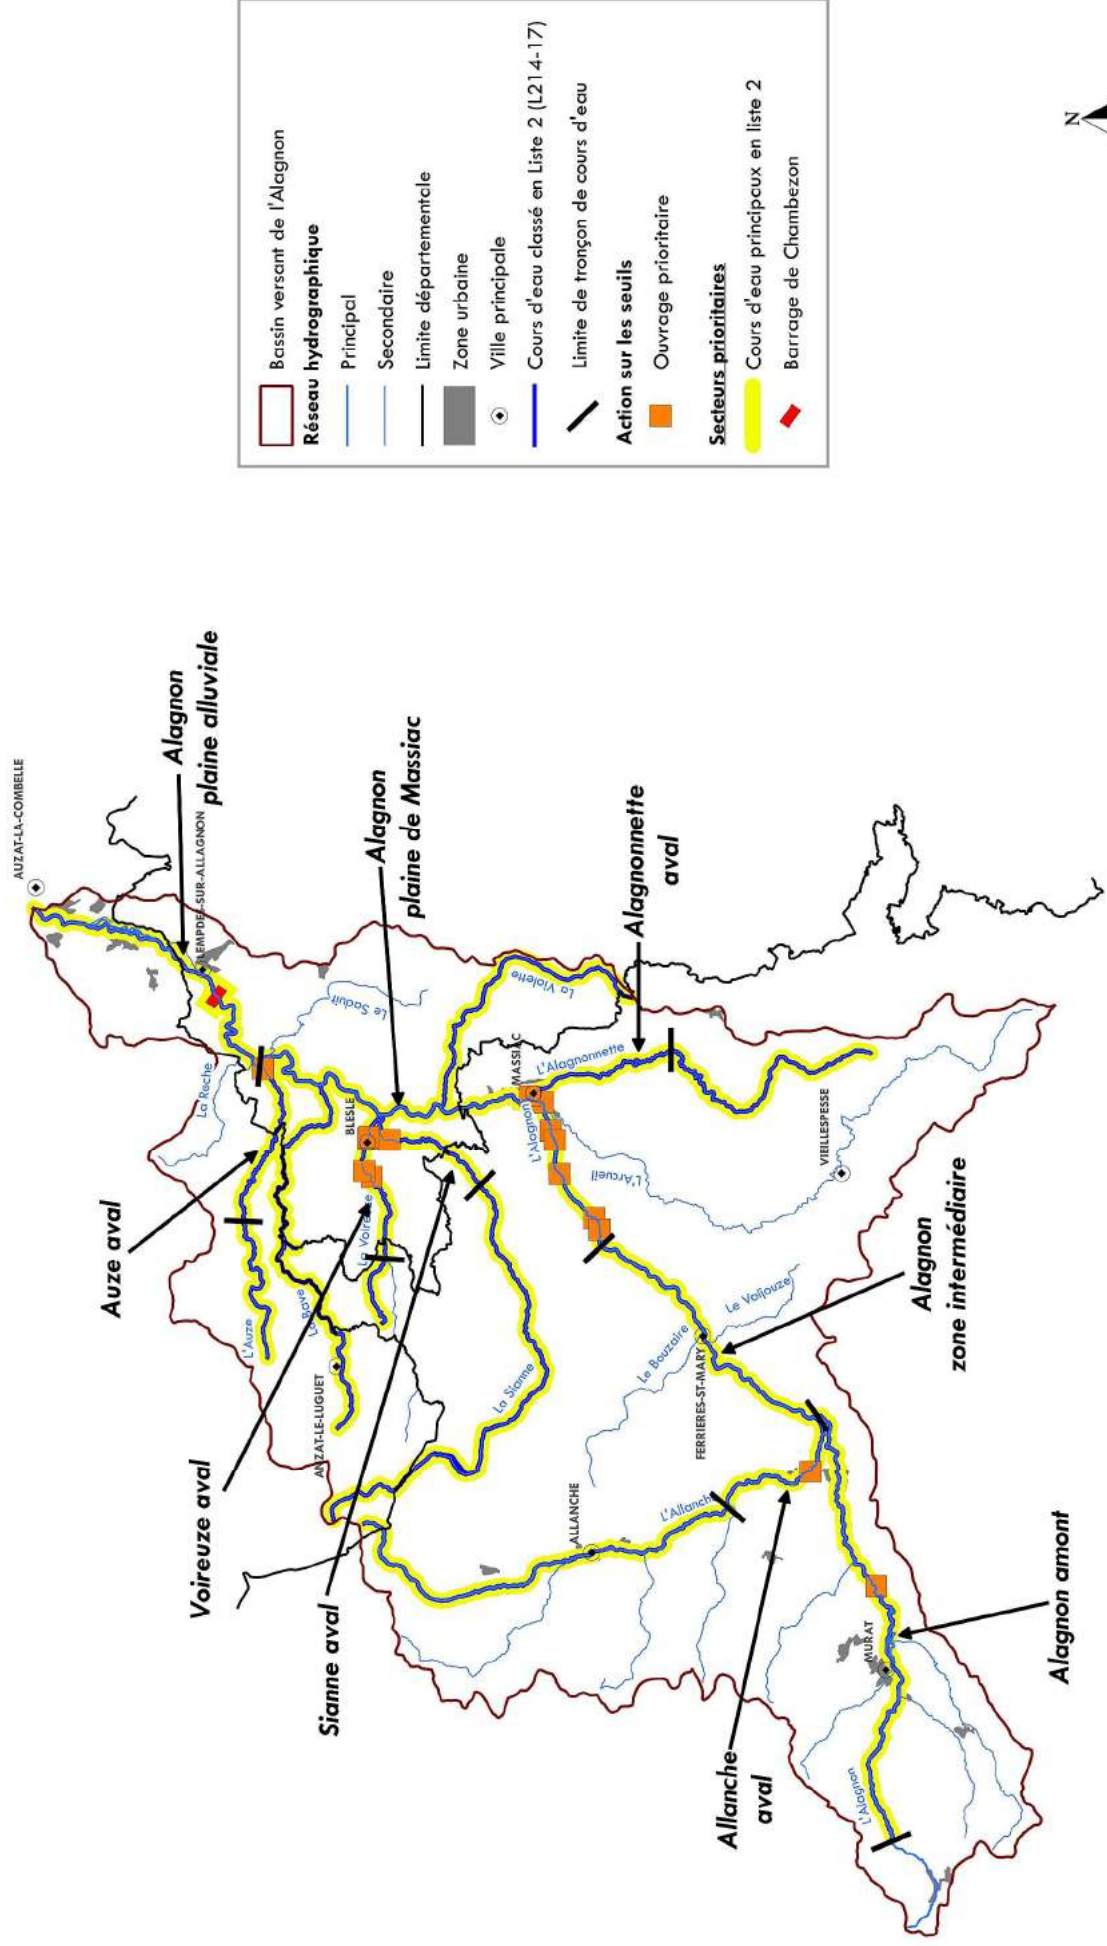 AUZAT-LA-COMBELLE
Alagnon
plaine alluviale
LEMPDES-SUR-ALLAGNON
Alagnon
plaine de Massiac
Alagnonnette
aval
Le Saduit
La Violette
La Roche
L'Alagnonnette
MASSIAC
BLESLE
L'Alagnon
L'Arcueil
VIEILLESPESSE
Auze aval
L'Auze
La Bave
ANZAT-LE-LUGUET
La Sianne
Le Bouzaire
Le Valjouze
FERRIERES-ST-MARY
Alagnon
zone intermédiaire
Voireuze aval
Sianne aval
ALLANCHE
Allanche
aval
MURAT
L'Alagnon
Alagnon amont
Bassin versant de l'Alagnon
Réseau hydrographique
Principal
Secondaire
Limite départementale
Zone urbaine
Ville principale
Cours d'eau classé en Liste 2 (L214-17)
Limite de tronçon de cours d'eau
Action sur les seuils
Ouvrage prioritaire
Secteurs prioritaires
Cours d'eau principaux en liste 2
Barrage de Chambezon
N